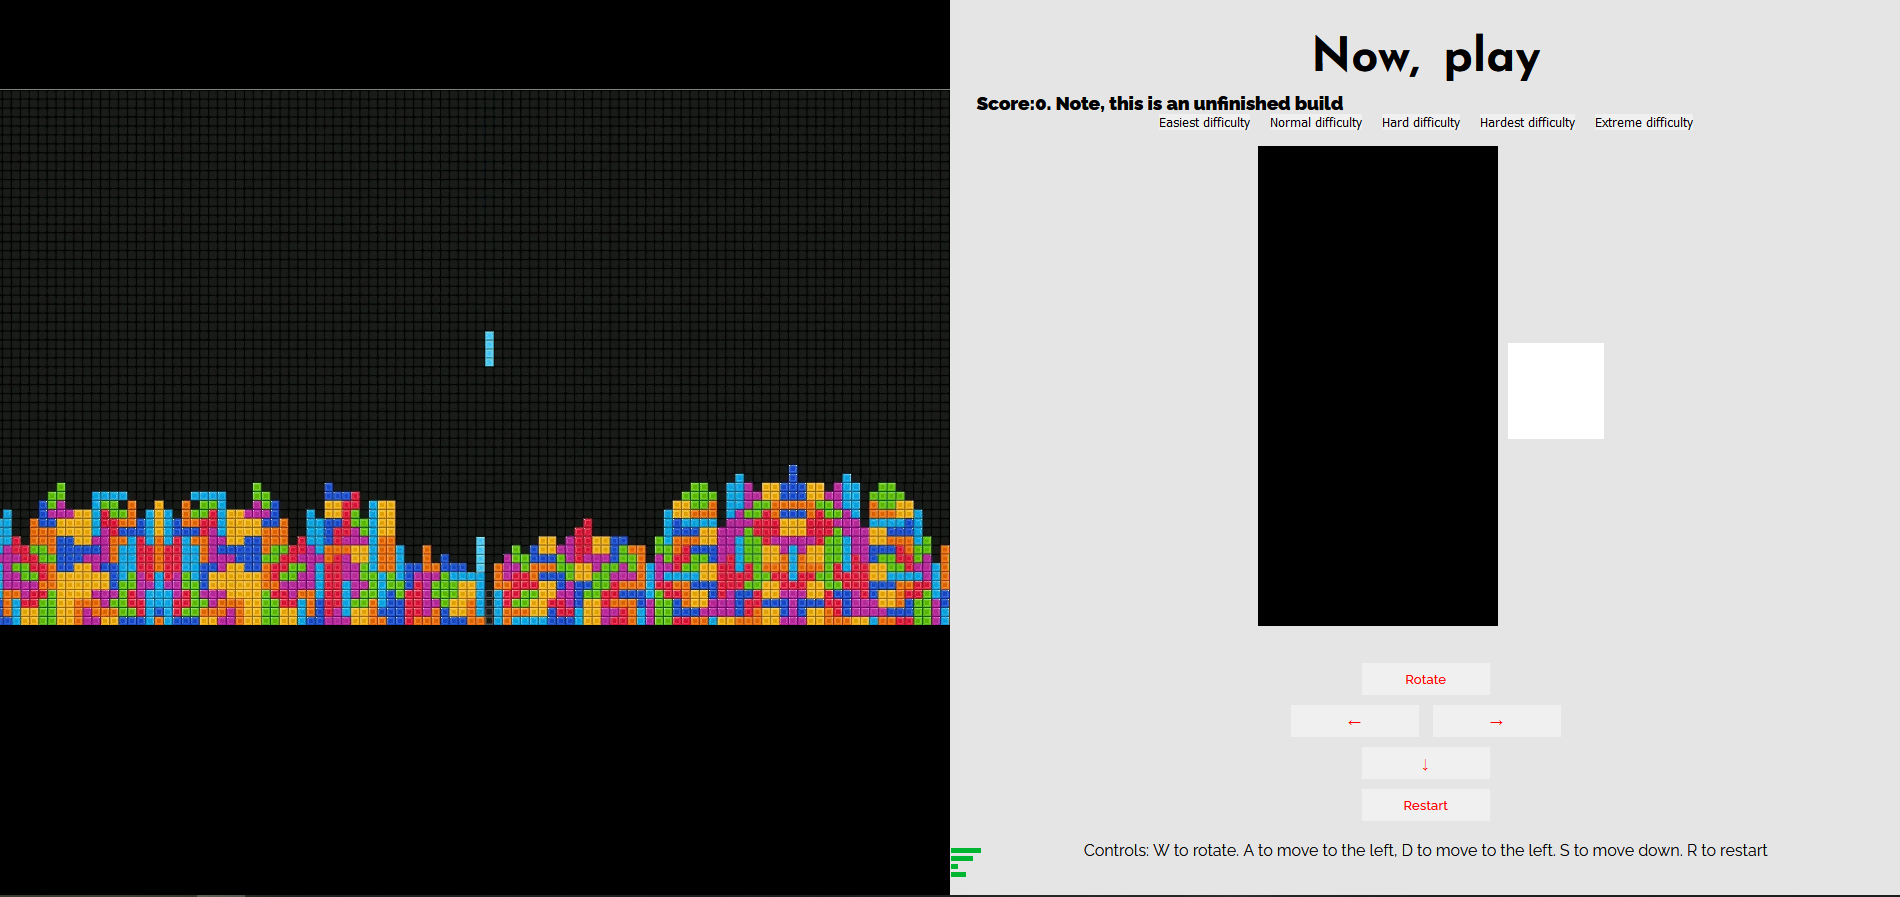 Now, play
Score:0. Note, this is an unfinished build
Easiest difficulty Normal difficulty Hard difficulty Hardest difficulty Extreme difficulty
Rotate
← →
↓
Restart
Controls: W to rotate. A to move to the left, D to move to the left. S to move down. R to restart